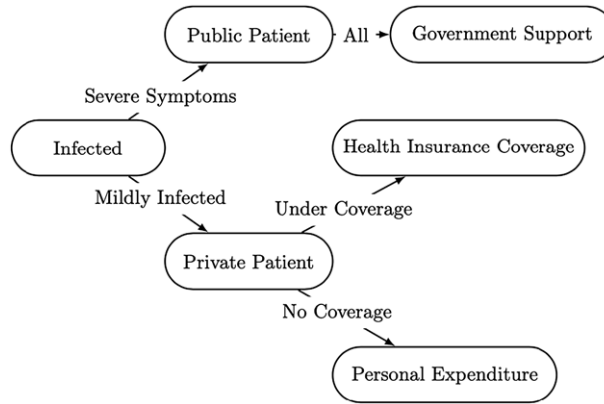 Public Patient
All
Government Support
Severe Symptoms
Infected
Health Insurance Coverage
Mildly Infected
Under Coverage
Private Patient
No Coverage
Personal Expenditure